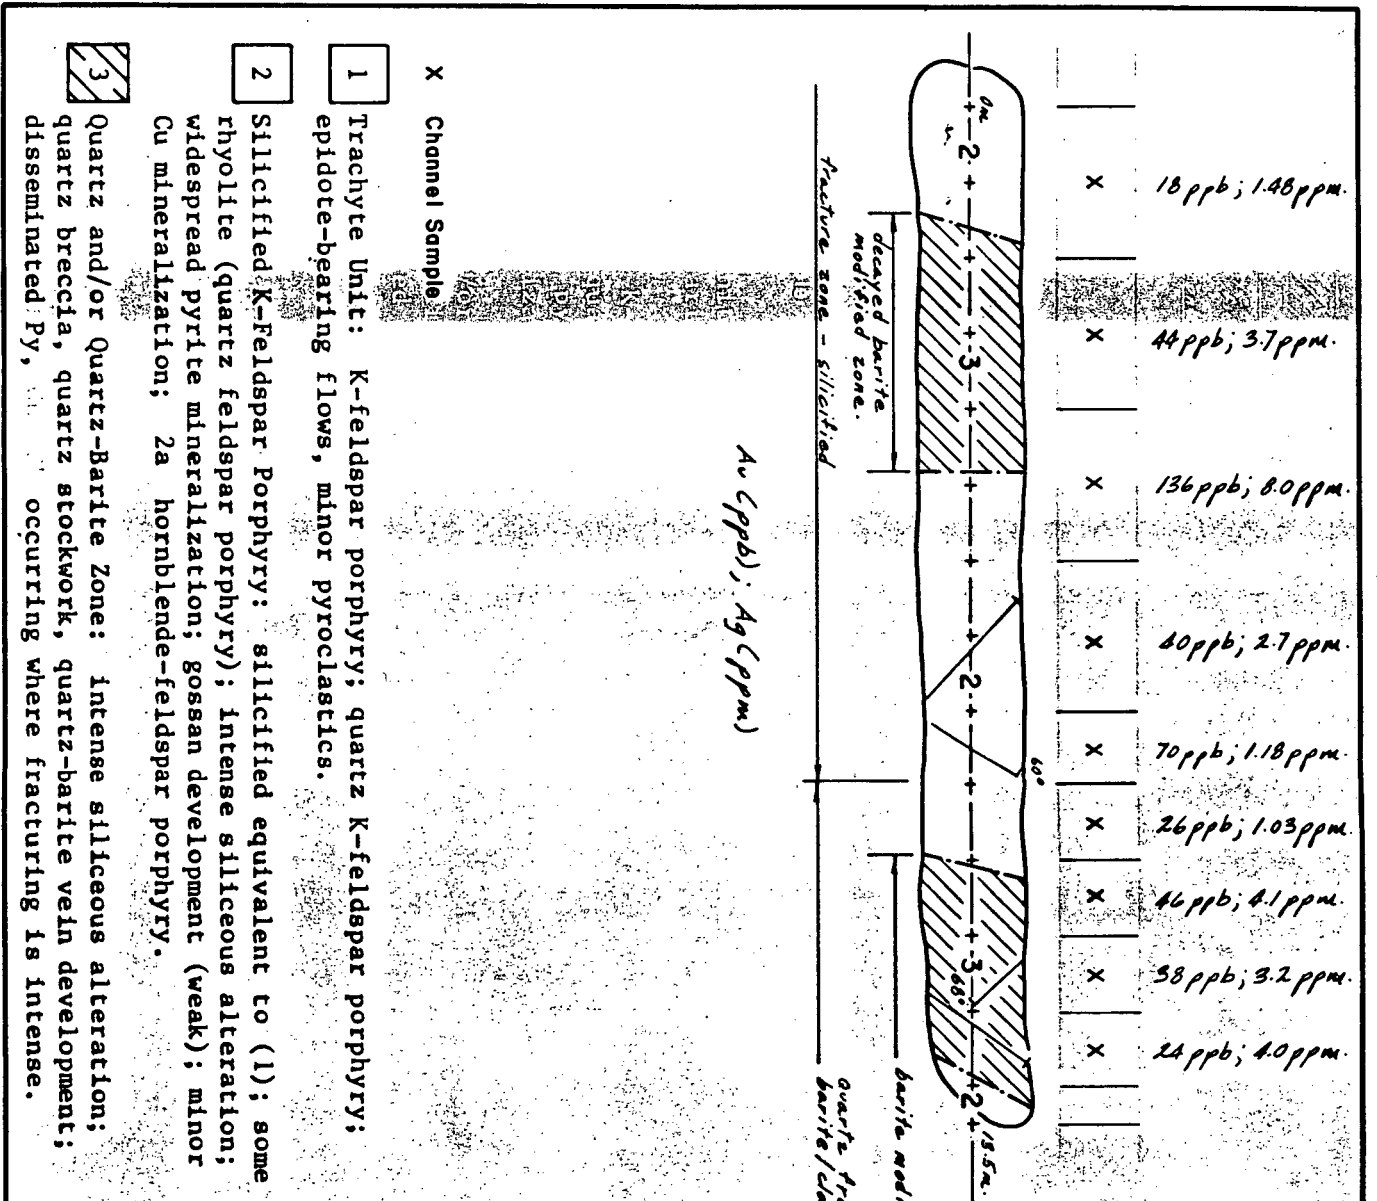 18 ppb; 1.48 ppm.
44 ppb; 3.7 ppm.
136 ppb; 8.0 ppm.
40 ppb; 2.7 ppm.
70 ppb; 1.18 ppm.
26 ppb; 1.03 ppm.
46 ppb; 4.1 ppm.
38 ppb; 3.2 ppm.
24 ppb; 4.0 ppm.
X X X X X X X X X
60°
0m 2 3 2 3 2 13.5m.
68°
decayed barite
modified zone.
barite
fracture zone - silicified
quartz
barite /
Au (ppb); Ag (ppm)
X Channel Sample
1 Trachyte Unit: K-feldspar porphyry; quartz K-feldspar porphyry;
epidote-bearing flows, minor pyroclastics.
2 Silicified K-Feldspar Porphyry: silicified equivalent to (1); some
rhyolite (quartz feldspar porphyry); intense siliceous alteration;
widespread pyrite mineralization; gossan development (weak); minor
Cu mineralization; 2a hornblende-feldspar porphyry.
3 Quartz and/or Quartz-Barite Zone: intense siliceous alteration;
quartz breccia, quartz stockwork, quartz-barite vein development;
disseminated Py, occurring where fracturing is intense.